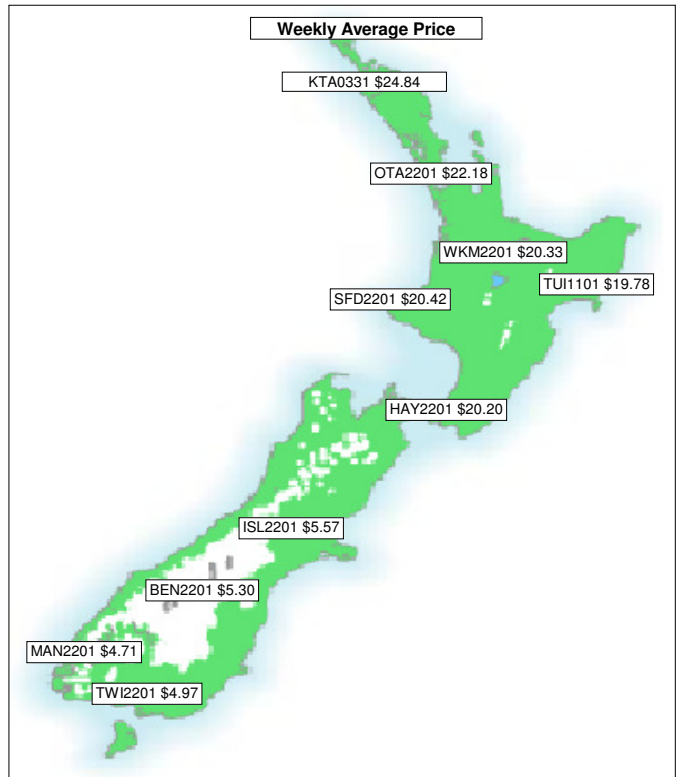 Weekly Average Price
KTA0331 $24.84
OTA2201 $22.18
WKM2201 $20.33
TUI1101 $19.78
SFD2201 $20.42
HAY2201 $20.20
ISL2201 $5.57
BEN2201 $5.30
MAN2201 $4.71
TWI2201 $4.97